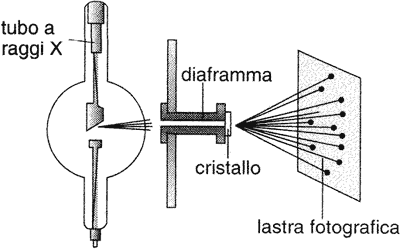 tubo a
raggi X
diaframma
cristallo
lastra fotografica